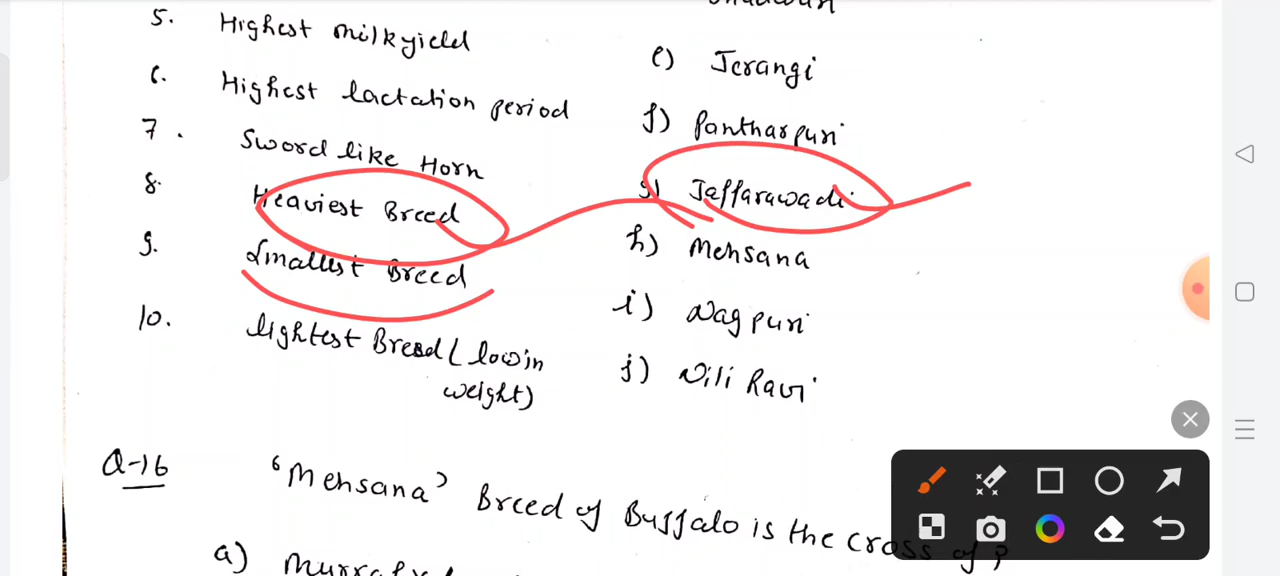 5. Highest milk yield
e) Jerangi
6. Highest lactation period
f) Pantharpuri
7. Sword like Horn
g) Jaffarawadi
8. Heaviest Breed
h) Mehsana
9. Smallest Breed
i) Nagpuri
10. lightest Breed (low in weight)
j) Nili Ravi
Q-16 "Mehsana" Breed of Buffalo is the cross of?
a)